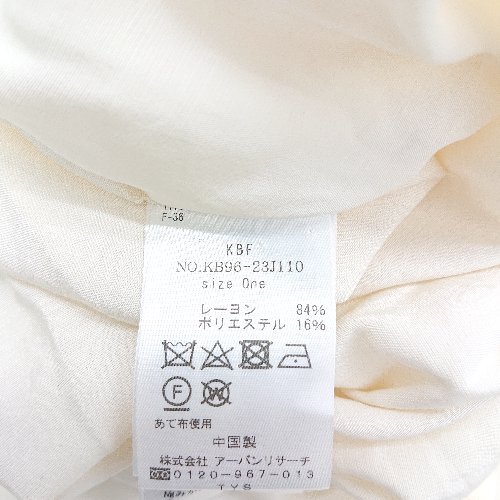 F-36
KBF
NO.KB96-23J110
size One
レーヨン 84%
ポリエステル 16%
F W
あて布使用
中国製
株式会社 アーバンリサーチ
0120-967-013
TYS